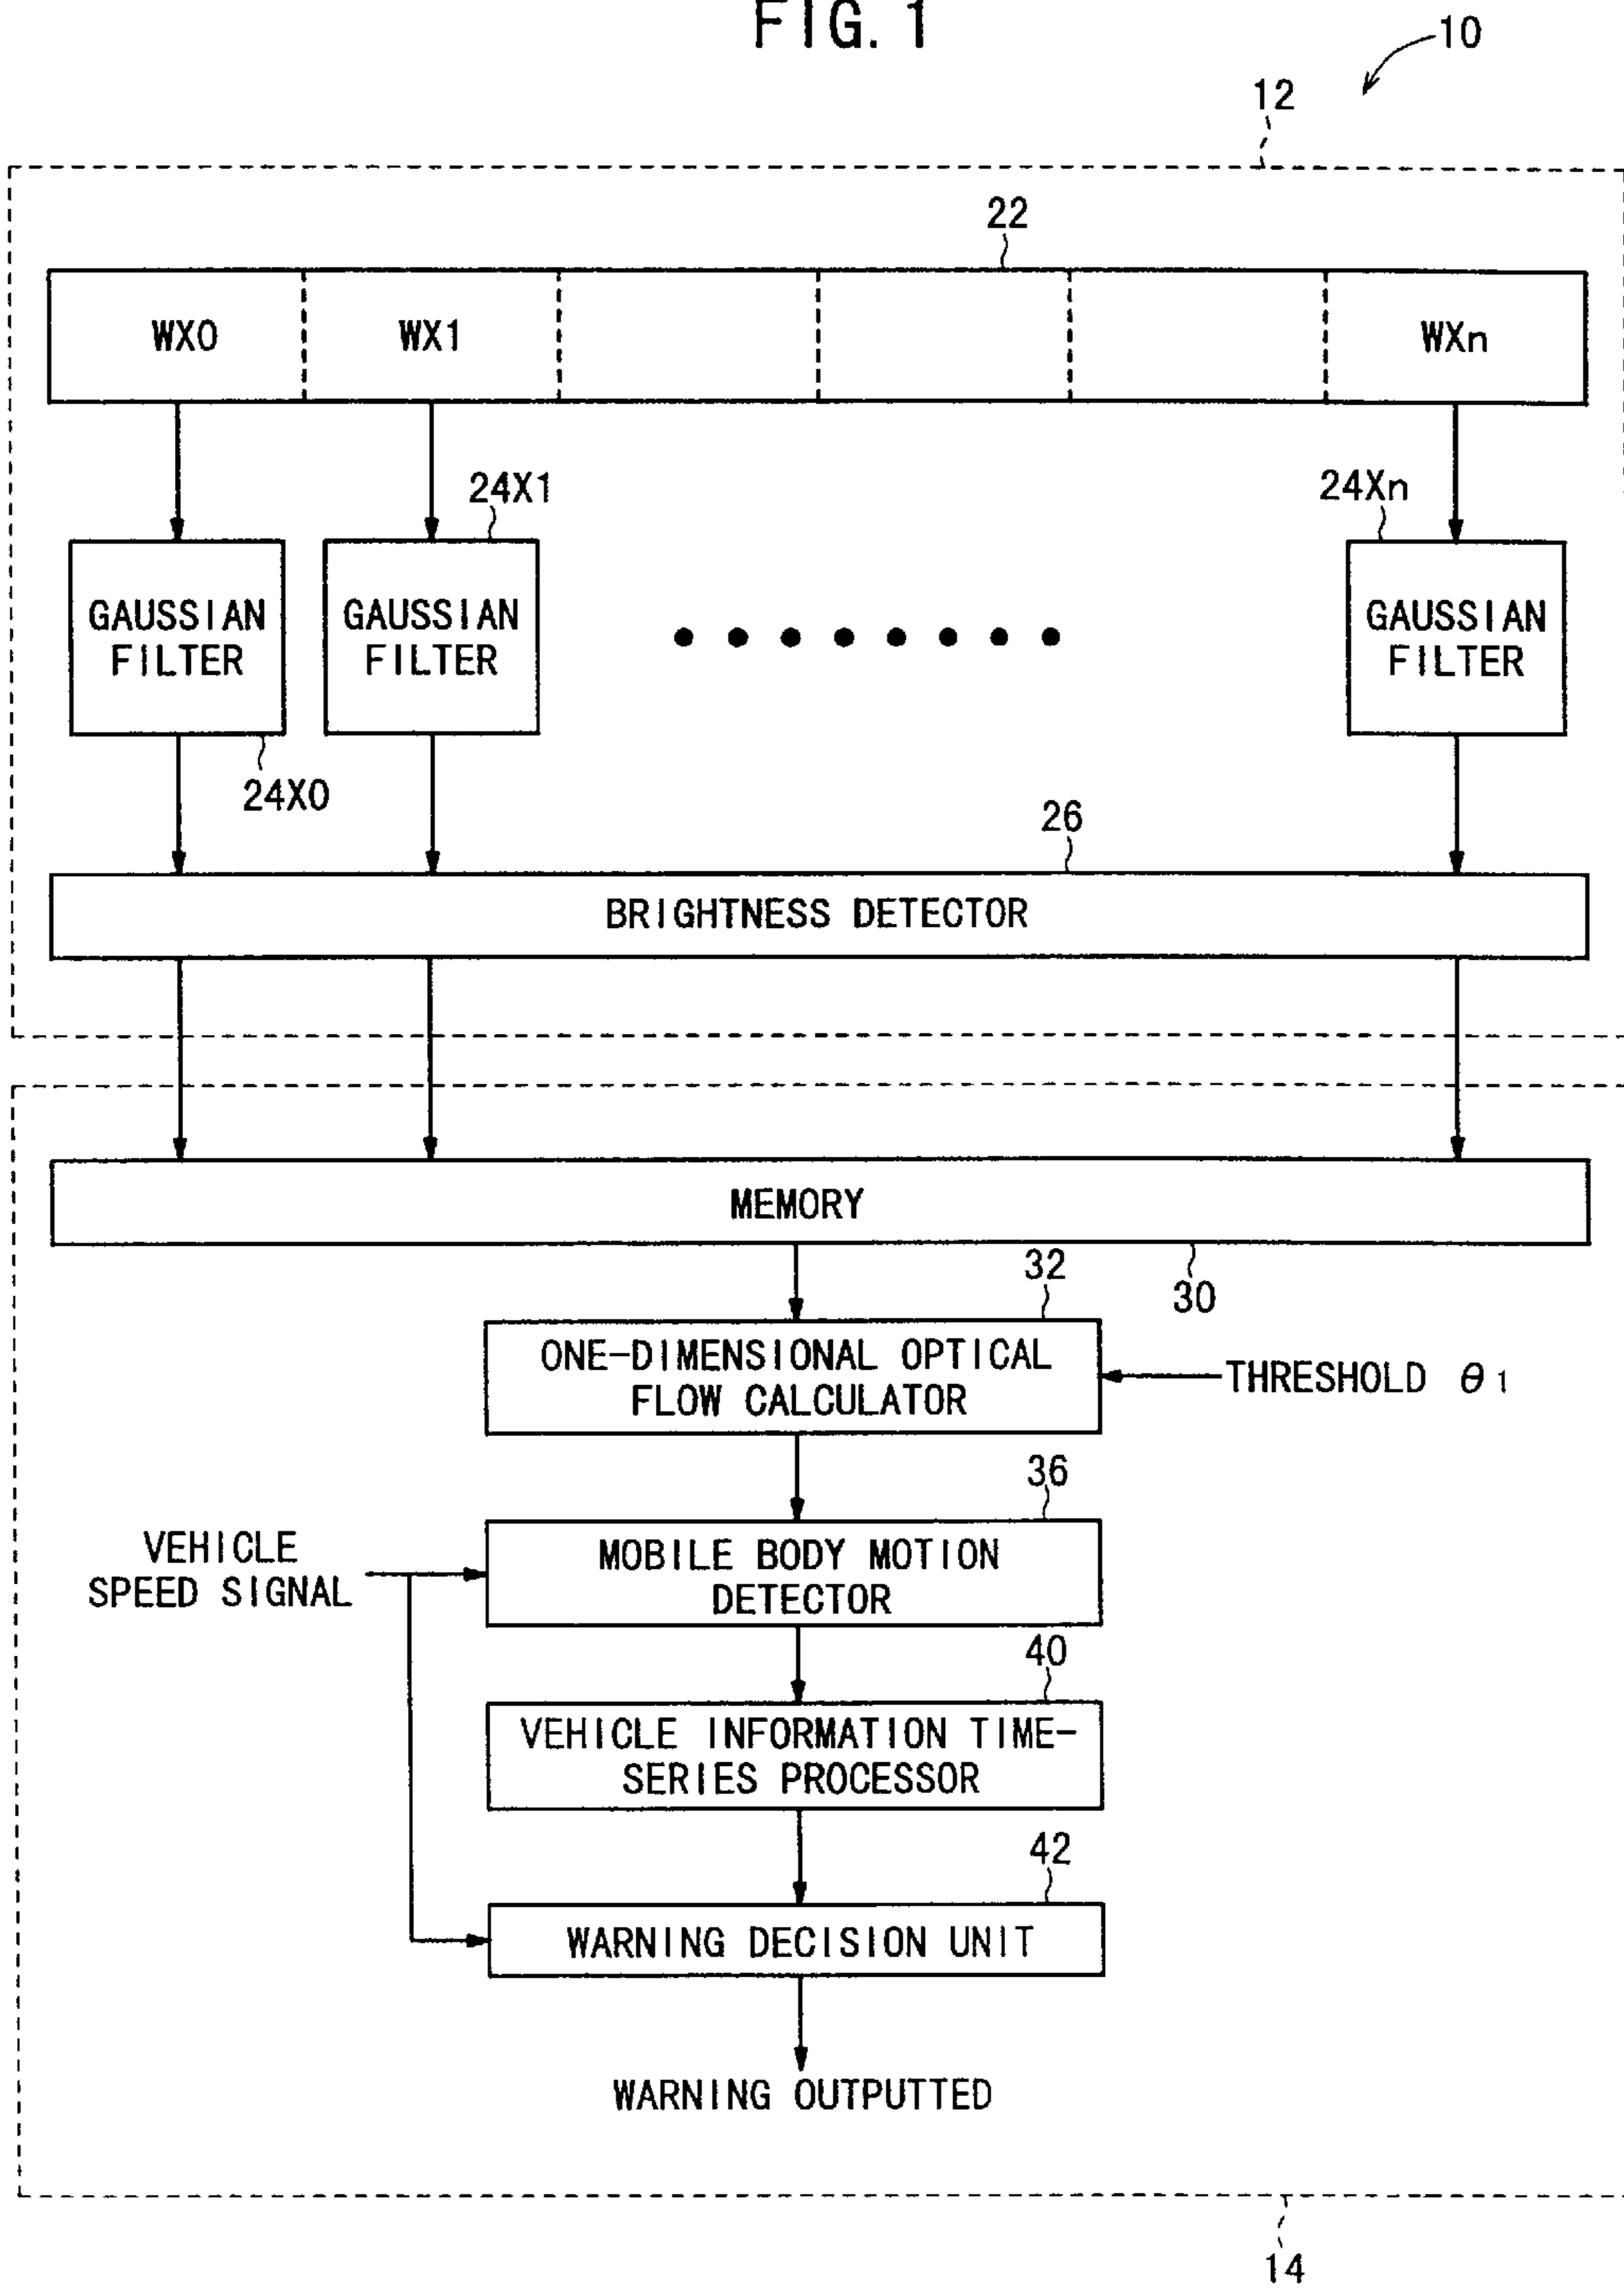 FIG. 1
10
12
22
WX0
WX1
WXn
24X1
24Xn
GAUSSIAN
FILTER
GAUSSIAN
FILTER
GAUSSIAN
FILTER
24X0
26
BRIGHTNESS DETECTOR
MEMORY
30
32
ONE-DIMENSIONAL OPTICAL
FLOW CALCULATOR
THRESHOLD θ1
36
VEHICLE
SPEED SIGNAL
MOBILE BODY MOTION
DETECTOR
40
VEHICLE INFORMATION TIME-
SERIES PROCESSOR
42
WARNING DECISION UNIT
WARNING OUTPUTTED
14